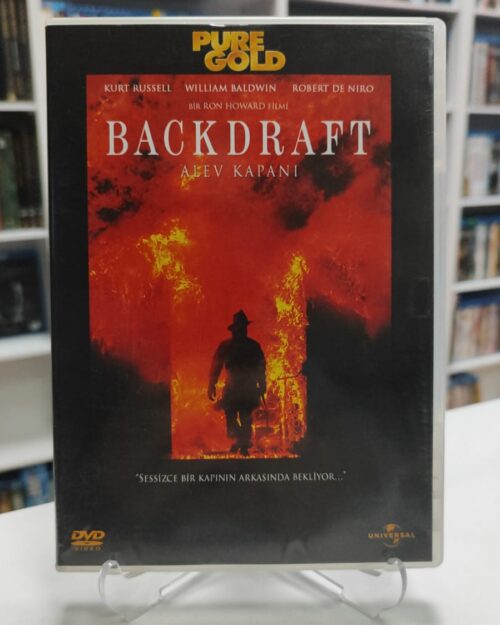 PURE
GOLD
KURT RUSSELL WILLIAM BALDWIN ROBERT DE NIRO
BİR RON HOWARD FİLMİ
BACKDRAFT
ALEV KAPANI
"SESSİZCE BİR KAPININ ARKASINDA BEKLİYOR..."
DVD
VIDEO
UNIVERSAL